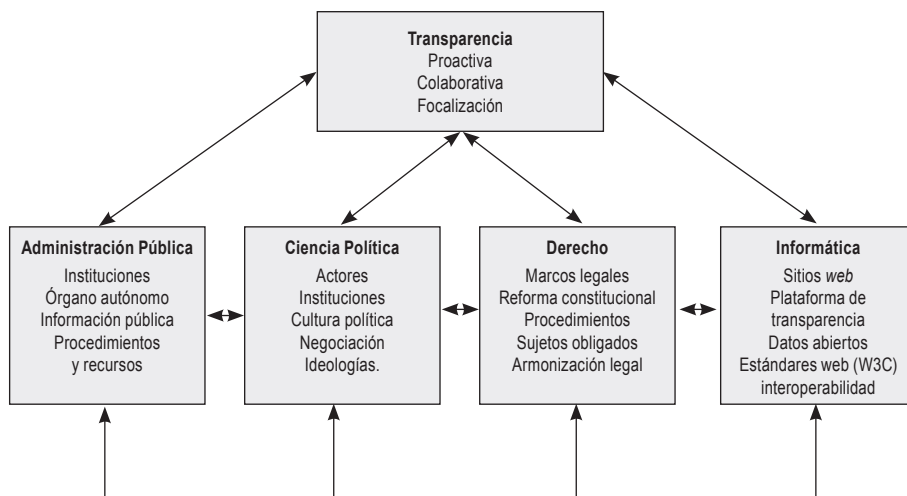 Transparencia
Proactiva
Colaborativa
Focalización
Administración Pública
Instituciones
Órgano autónomo
Información pública
Procedimientos
y recursos
Ciencia Política
Actores
Instituciones
Cultura política
Negociación
Ideologías.
Derecho
Marcos legales
Reforma constitucional
Procedimientos
Sujetos obligados
Armonización legal
Informática
Sitios web
Plataforma de
transparencia
Datos abiertos
Estándares web (W3C)
interoperabilidad